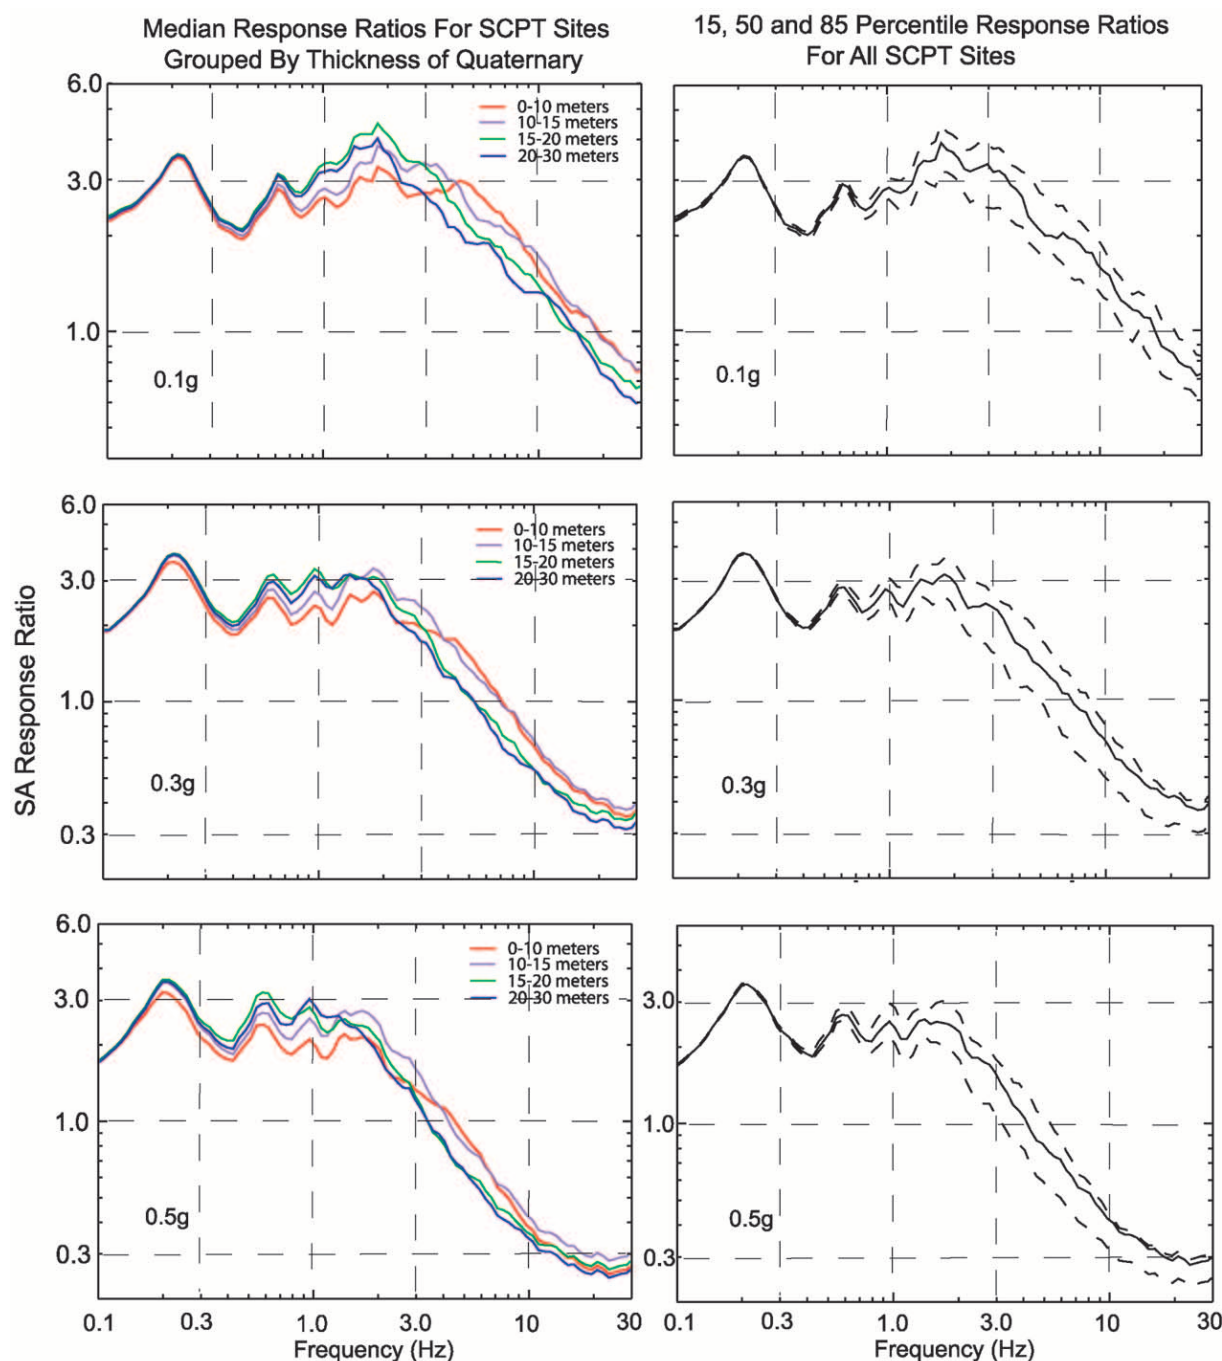 Median Response Ratios For SCPT Sites
Grouped By Thickness of Quaternary
15, 50 and 85 Percentile Response Ratios
For All SCPT Sites
6.0
3.0
1.0
0-10 meters
10-15 meters
15-20 meters
20-30 meters
0.1g
0.1g
6.0
3.0
1.0
0.3
0-10 meters
10-15 meters
15-20 meters
20-30 meters
0.3g
0.3g
SA Response Ratio
6.0
3.0
1.0
0.3
0-10 meters
10-15 meters
15-20 meters
20-30 meters
0.5g
3.0
1.0
0.3
0.5g
0.1 0.3 1.0 3.0 10 30
Frequency (Hz)
0.1 0.3 1.0 3.0 10 30
Frequency (Hz)